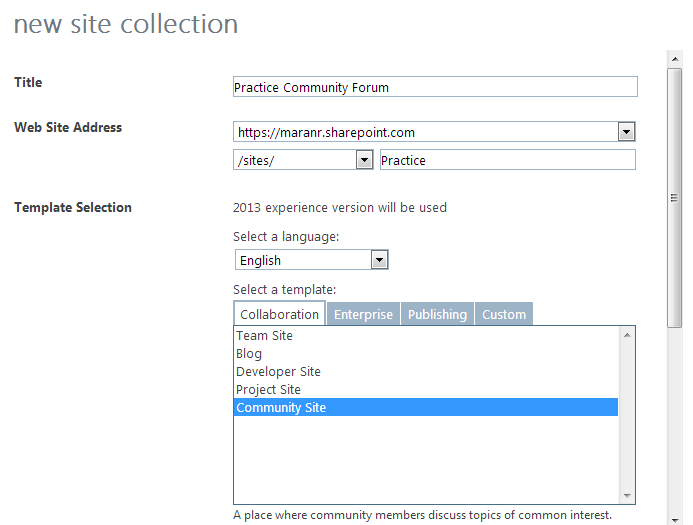 new site collection
Title
Practice Community Forum
Web Site Address
https://maranr.sharepoint.com
/sites/ Practice
Template Selection
2013 experience version will be used
Select a language:
English
Select a template:
Collaboration Enterprise Publishing Custom
Team Site
Blog
Developer Site
Project Site
Community Site
A place where community members discuss topics of common interest.